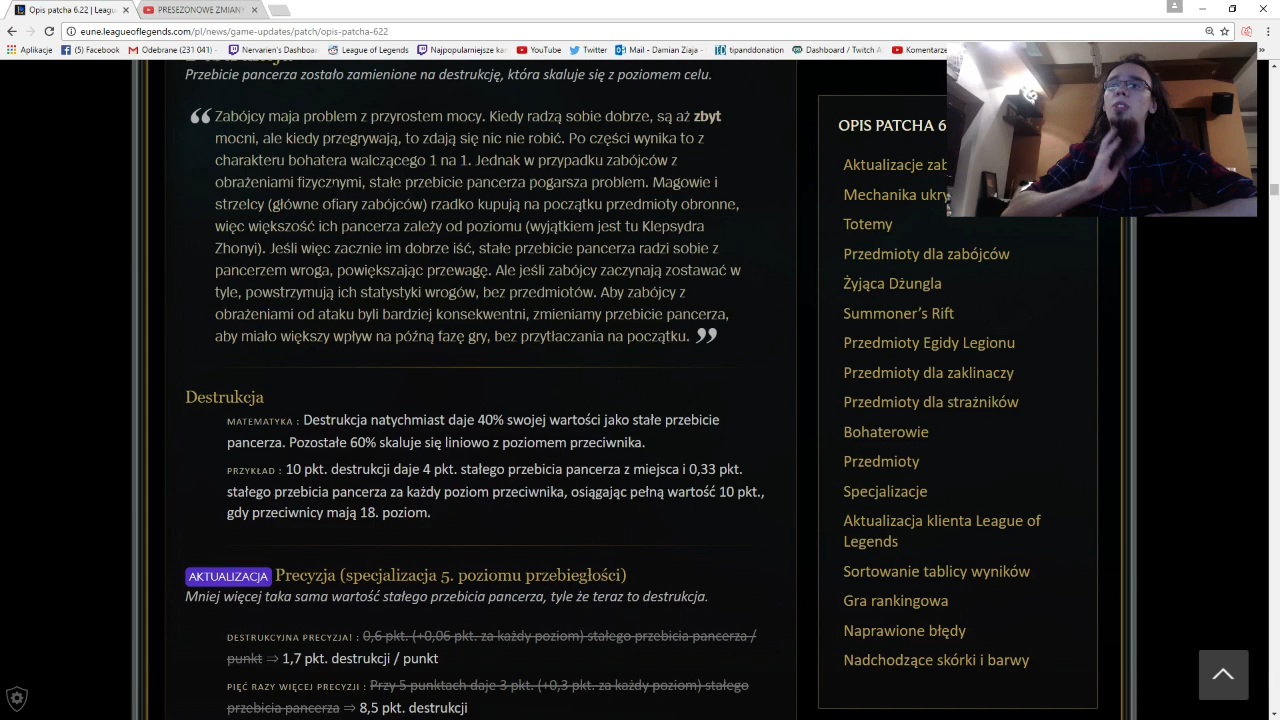 Opis patcha 6.22 | Leag
PRESEZONOWE ZMIANY
eune.leagueoflegends.com/pl/news/game-updates/patch/opis-patcha-622
Aplikacje (5) Facebook Odebrane (231 041) - Nervarien's Dashboard League of Legends Najpopularniejsze kan YouTube Twitter Mail - Damian Ziaja - tipanddonation Dashboard / Twitch A Komentarze
Przebicie pancerza zostało zamienione na destrukcję, która skaluje się z poziomem celu.
Zabójcy maja problem z przyrostem mocy. Kiedy radzą sobie dobrze, są aż zbyt
mocni, ale kiedy przegrywają, to zdają się nic nie robić. Po części wynika to z
charakteru bohatera walczącego 1 na 1. Jednak w przypadku zabójców z
obrażeniami fizycznymi, stałe przebicie pancerza pogarsza problem. Magowie i
strzelcy (główne ofiary zabójców) rzadko kupują na początku przedmioty obronne,
więc większość ich pancerza zależy od poziomu (wyjątkiem jest tu Klepsydra
Zhonyi). Jeśli więc zacznie im dobrze iść, stałe przebicie pancerza radzi sobie z
pancerzem wroga, powiększając przewagę. Ale jeśli zabójcy zaczynają zostawać w
tyle, powstrzymują ich statystyki wrogów, bez przedmiotów. Aby zabójcy z
obrażeniami od ataku byli bardziej konsekwentni, zmieniamy przebicie pancerza,
aby miało większy wpływ na późną fazę gry, bez przytłaczania na początku.
Destrukcja
MATEMATYKA : Destrukcja natychmiast daje 40% swojej wartości jako stałe przebicie
pancerza. Pozostałe 60% skaluje się liniowo z poziomem przeciwnika.
PRZYKŁAD : 10 pkt. destrukcji daje 4 pkt. stałego przebicia pancerza z miejsca i 0,33 pkt.
stałego przebicia pancerza za każdy poziom przeciwnika, osiągając pełną wartość 10 pkt.,
gdy przeciwnicy mają 18. poziom.
AKTUALIZACJA Precyzja (specjalizacja 5. poziomu przebiegłości)
Mniej więcej taka sama wartość stałego przebicia pancerza, tyle że teraz to destrukcja.
DESTRUKCYJNA PRECYZJA! : 0,6 pkt. (+0,06 pkt. za każdy poziom) stałego przebicia pancerza /
punkt ⇒ 1,7 pkt. destrukcji / punkt
PIĘĆ RAZY WIĘCEJ PRECYZJI : Przy 5 punktach daje 3 pkt. (+0,3 pkt. za każdy poziom) stałego
przebicia pancerza ⇒ 8,5 pkt. destrukcji
OPIS PATCHA 6
Aktualizacje zab
Mechanika ukry
Totemy
Przedmioty dla zabójców
Żyjąca Dżungla
Summoner's Rift
Przedmioty Egidy Legionu
Przedmioty dla zaklinaczy
Przedmioty dla strażników
Bohaterowie
Przedmioty
Specjalizacje
Aktualizacja klienta League of
Legends
Sortowanie tablicy wyników
Gra rankingowa
Naprawione błędy
Nadchodzące skórki i barwy